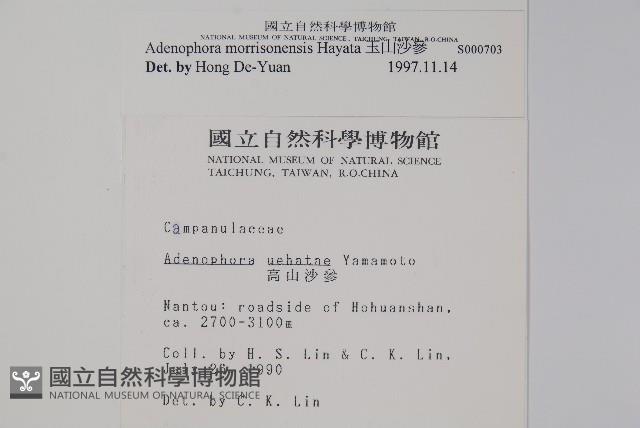 國立自然科學博物館
NATIONAL MUSEUM OF NATURAL SCIENCE, TAICHUNG, TAIWAN, R.O.CHINA
Adenophora morrisonensis Hayata 玉山沙參 S000703
Det. by Hong De-Yuan 1997.11.14
國立自然科學博物館
NATIONAL MUSEUM OF NATURAL SCIENCE
TAICHUNG, TAIWAN, R.O.CHINA
Campanulaceae
Adenophora uehatae Yamamoto
高山沙參
Nantou: roadside of Hohuanshan,
ca. 2700-3100m
Coll. by H. S. Lin & C. K. Lin,
July 1990
Det. by C. K. Lin
國立自然科學博物館
NATIONAL MUSEUM OF NATURAL SCIENCE